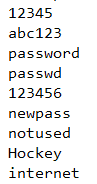 12345
abc123
password
passwd
123456
newpass
notused
Hockey
internet